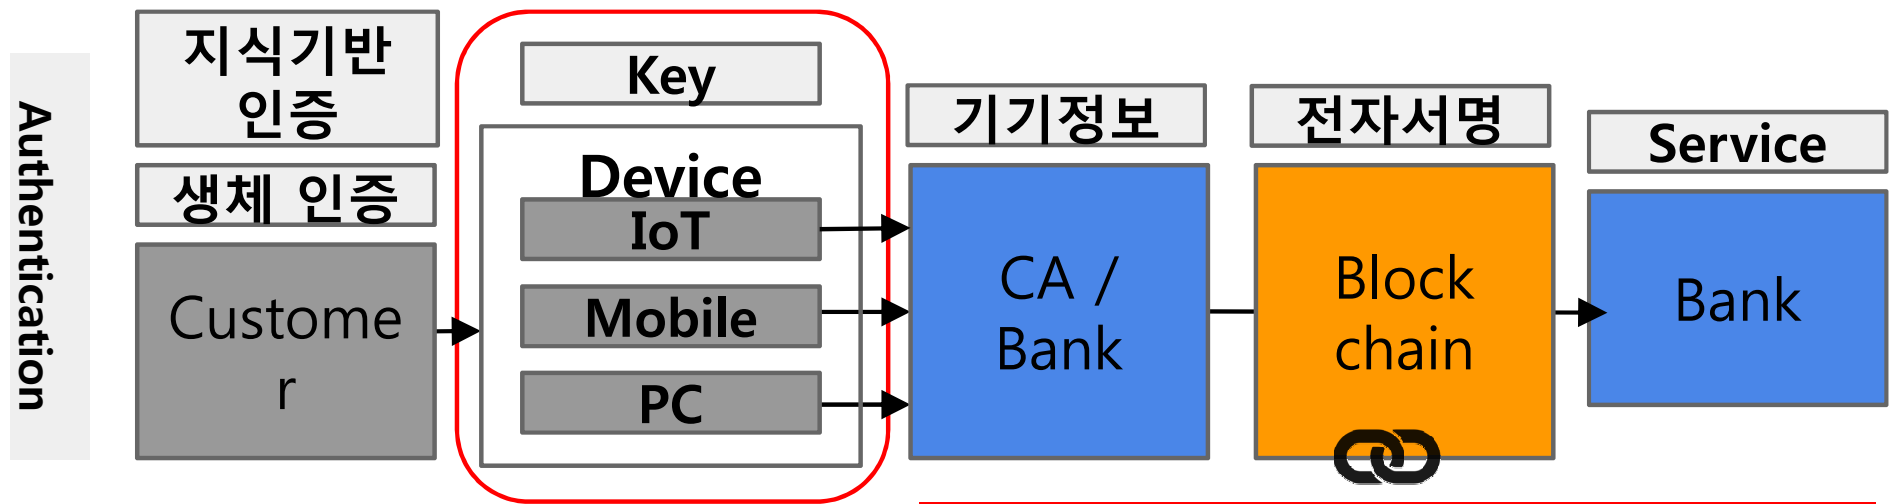 Authentication
지식기반
인증
생체 인증
Custome
r
Key
Device
IoT
Mobile
PC
기기정보
CA /
Bank
전자서명
Block
chain
Service
Bank